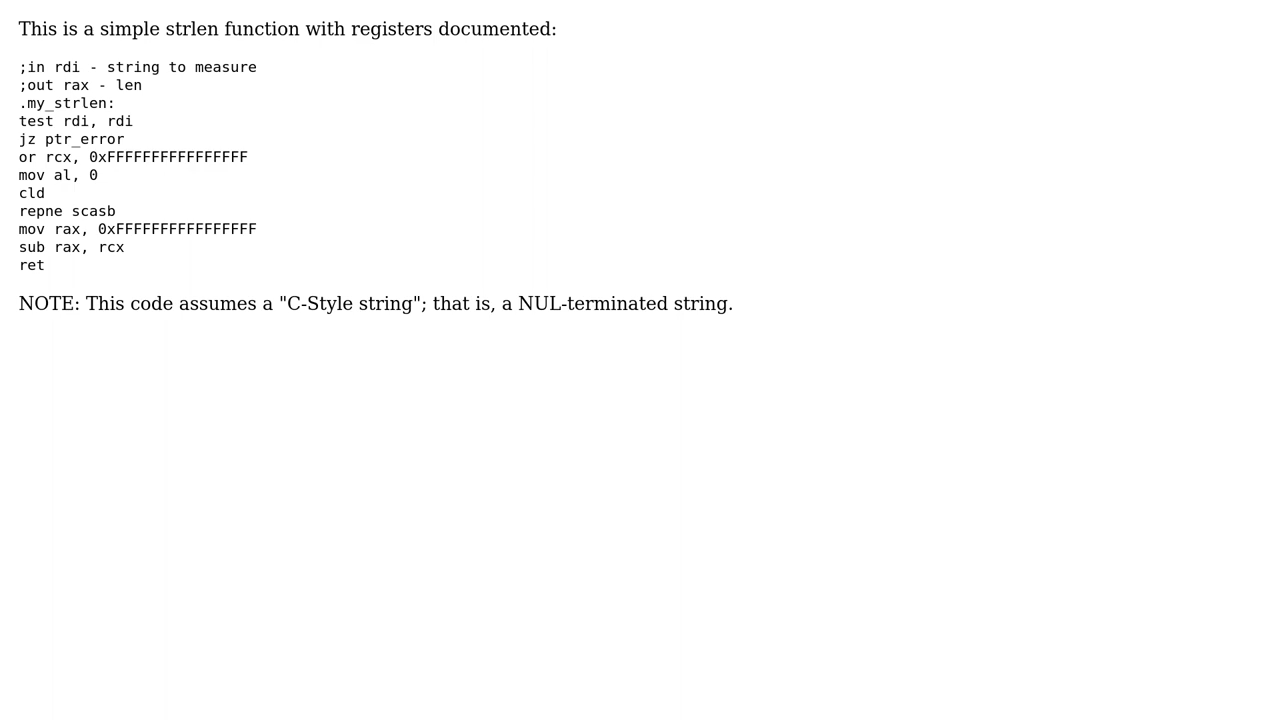 This is a simple strlen function with registers documented:
;in rdi - string to measure
;out rax - len
.my_strlen:
test rdi, rdi
jz ptr_error
or rcx, 0xFFFFFFFFFFFFFFFF
mov al, 0
cld
repne scasb
mov rax, 0xFFFFFFFFFFFFFFFF
sub rax, rcx
ret
NOTE: This code assumes a "C-Style string"; that is, a NUL-terminated string.